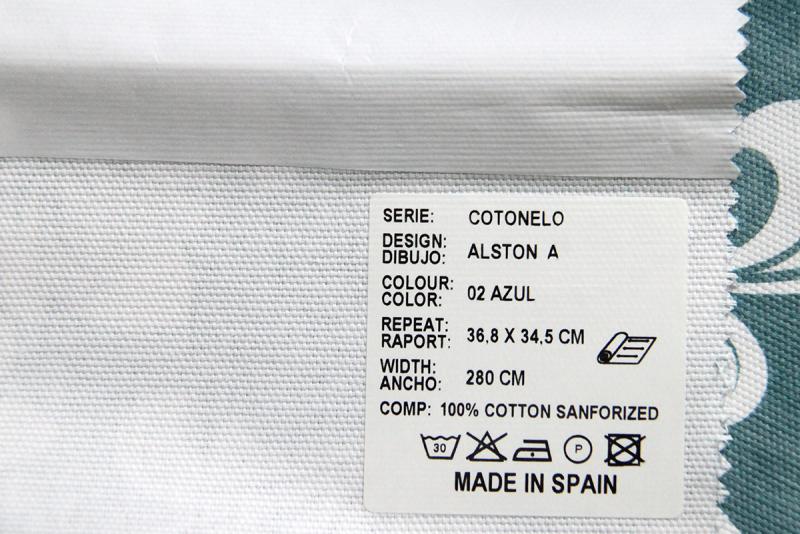 SERIE: COTONELO
DESIGN:
DIBUJO: ALSTON A
COLOUR:
COLOR: 02 AZUL
REPEAT:
RAPORT: 36,8 X 34,5 CM
WIDTH:
ANCHO: 280 CM
COMP: 100% COTTON SANFORIZED
30 P
MADE IN SPAIN